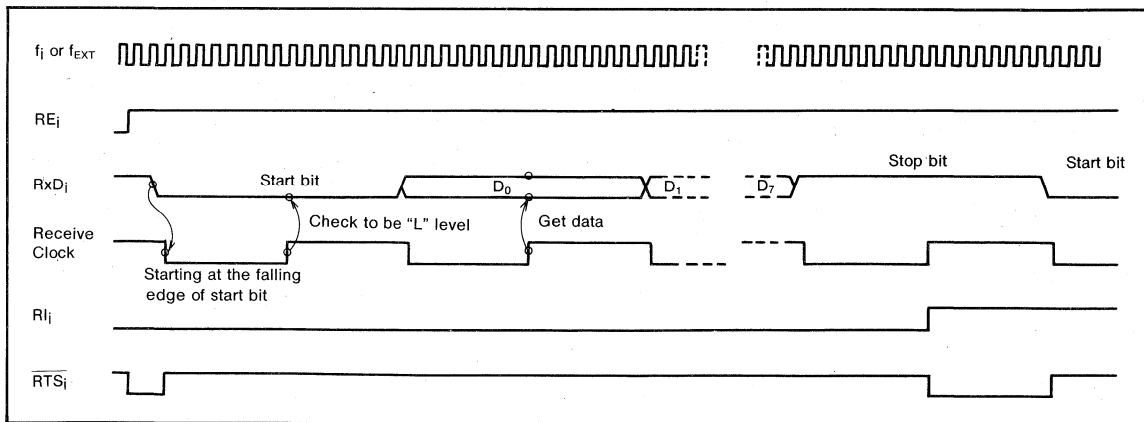 fi or fEXT
REi
RxDi
Start bit
D0
D1
D7
Stop bit
Start bit
Check to be "L" level
Get data
Receive
Clock
Starting at the falling
edge of start bit
RIi
RTSi